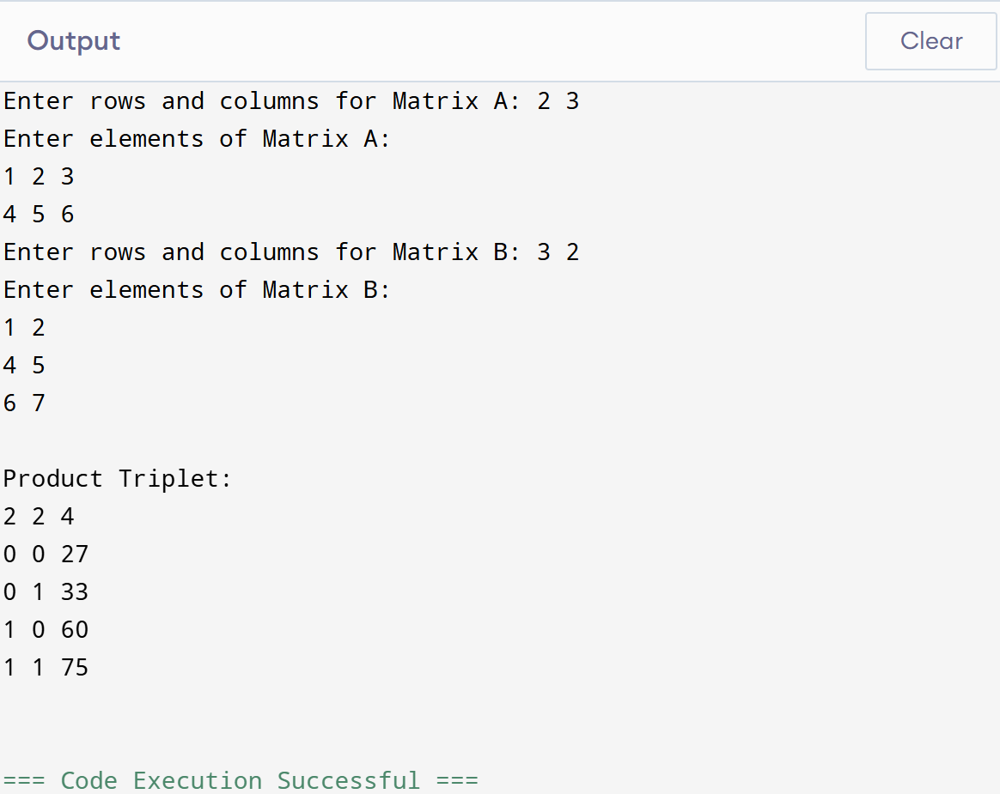 Output
Clear
Enter rows and columns for Matrix A: 2 3
Enter elements of Matrix A:
1 2 3
4 5 6
Enter rows and columns for Matrix B: 3 2
Enter elements of Matrix B:
1 2
4 5
6 7
Product Triplet:
2 2 4
0 0 27
0 1 33
1 0 60
1 1 75
=== Code Execution Successful ===